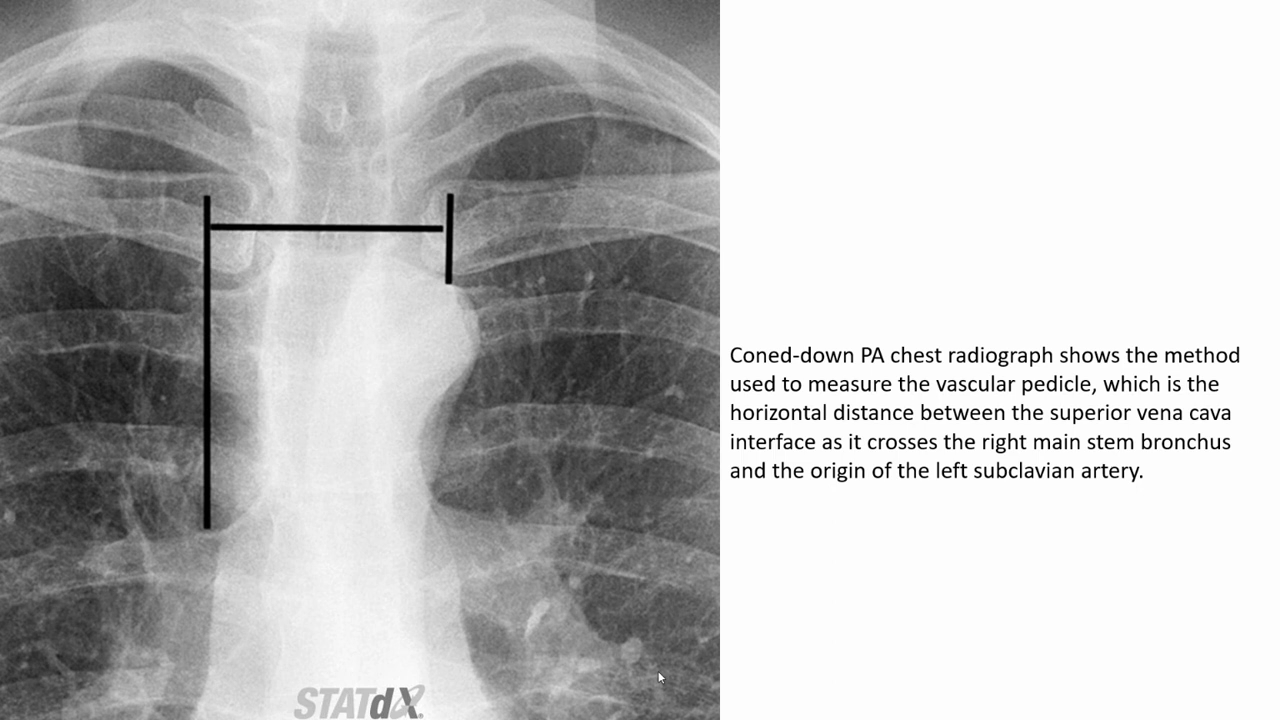 Coned-down PA chest radiograph shows the method
used to measure the vascular pedicle, which is the
horizontal distance between the superior vena cava
interface as it crosses the right main stem bronchus
and the origin of the left subclavian artery.
STATdX